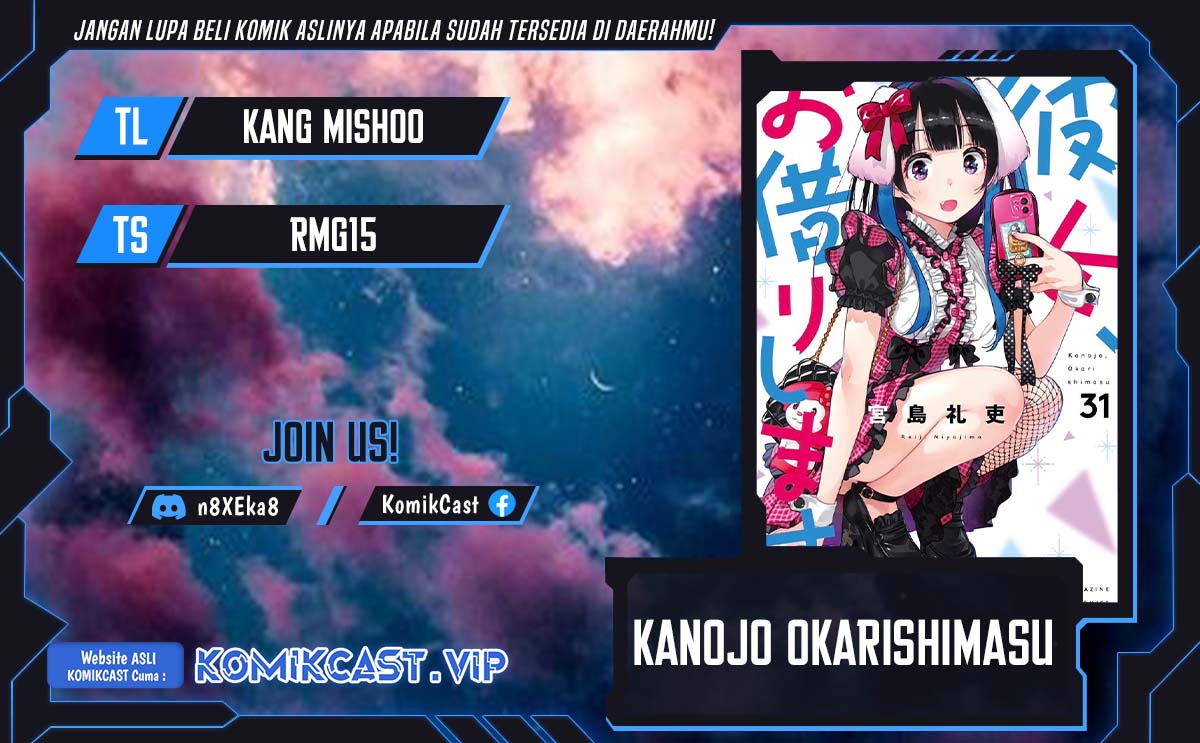 JANGAN LUPA BELI KOMIK ASLINYA APABILA SUDAH TERSEDIA DI DAERAHMU!
TL
KANG MISHOO
TS
RMG15
JOIN US!
n8XEka8
KomikCast
Website ASLI
KOMIKCAST Cuma :
KOMIKCAST.VIP
彼女、
お借りします
Kanojo,
Okari
shimasu
31
宮島礼吏
Reiji Miyajima
KANOJO OKARISHIMASU